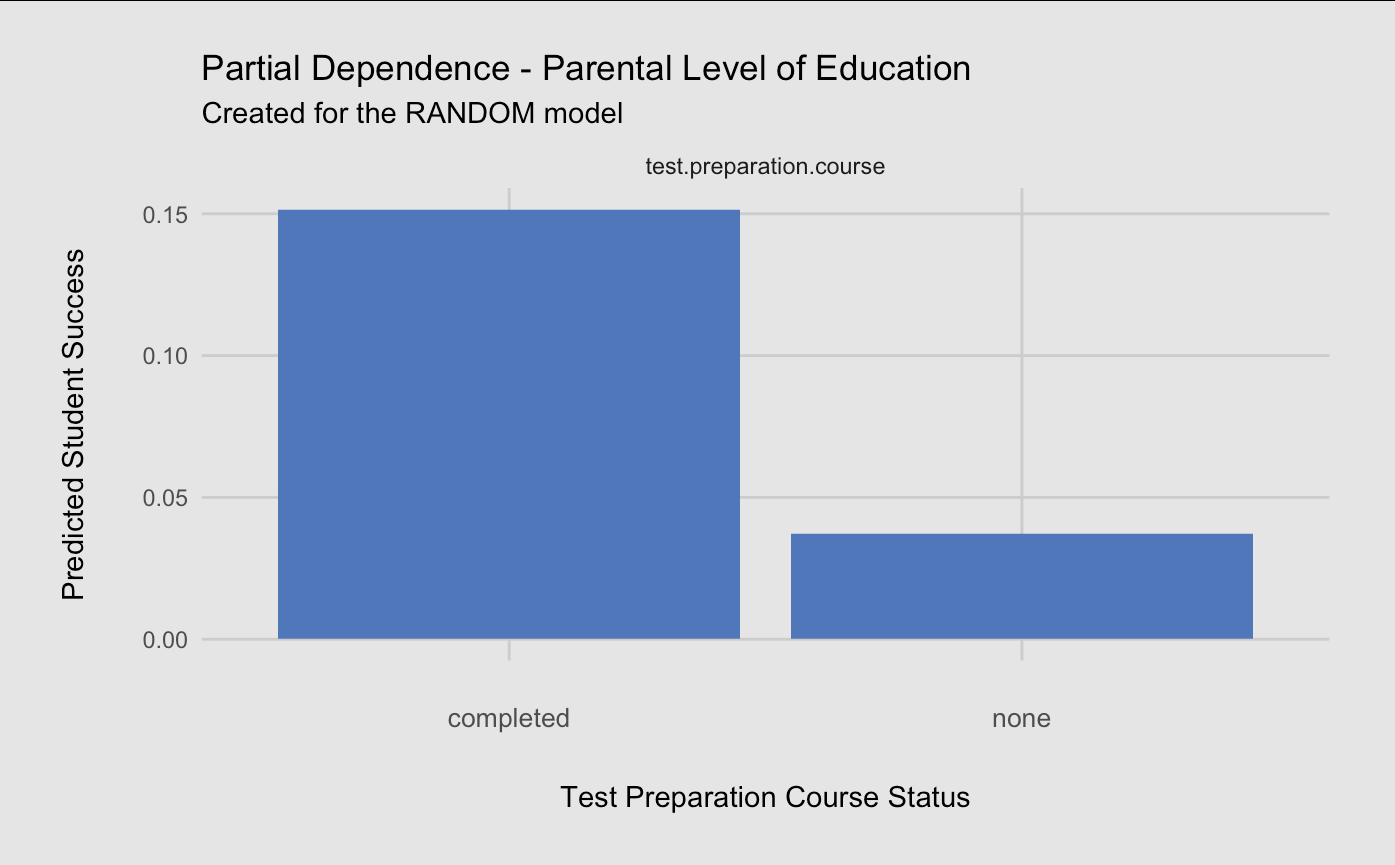 Partial Dependence - Parental Level of Education
Created for the RANDOM model
test.preparation.course
Predicted Student Success
0.15
0.10
0.05
0.00
completed
none
Test Preparation Course Status